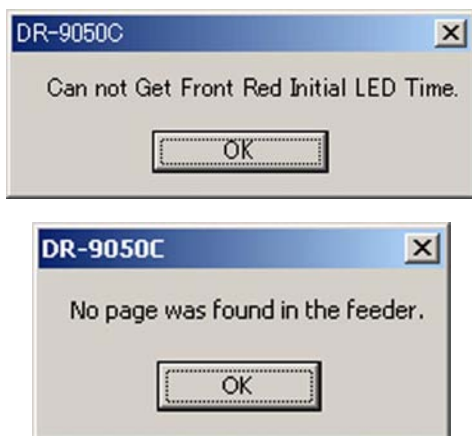 DR-9050C
Can not Get Front Red Initial LED Time.
OK
DR-9050C
No page was found in the feeder.
OK